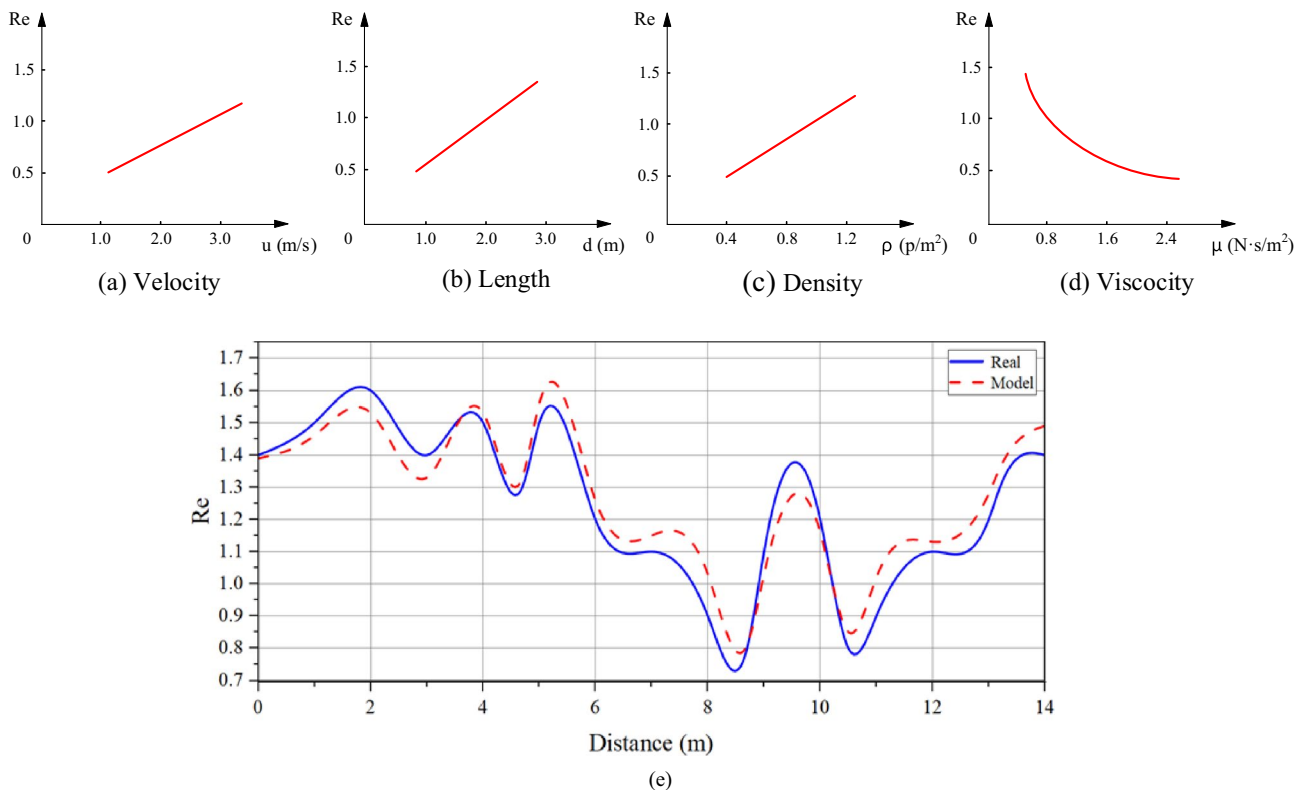 Re
1.5
1.0
0.5
0
1.0
2.0
3.0
u (m/s)
(a) Velocity
Re
1.5
1.0
0.5
0
1.0
2.0
3.0
d (m)
(b) Length
Re
1.5
1.0
0.5
0
0.4
0.8
1.2
ρ (p/m²)
(c) Density
Re
1.5
1.0
0.5
0
0.8
1.6
2.4
μ (N·s/m²)
(d) Viscocity
Re
1.7
1.6
1.5
1.4
1.3
1.2
1.1
1.0
0.9
0.8
0.7
Real
Model
0
2
4
6
8
10
12
14
Distance (m)
(e)